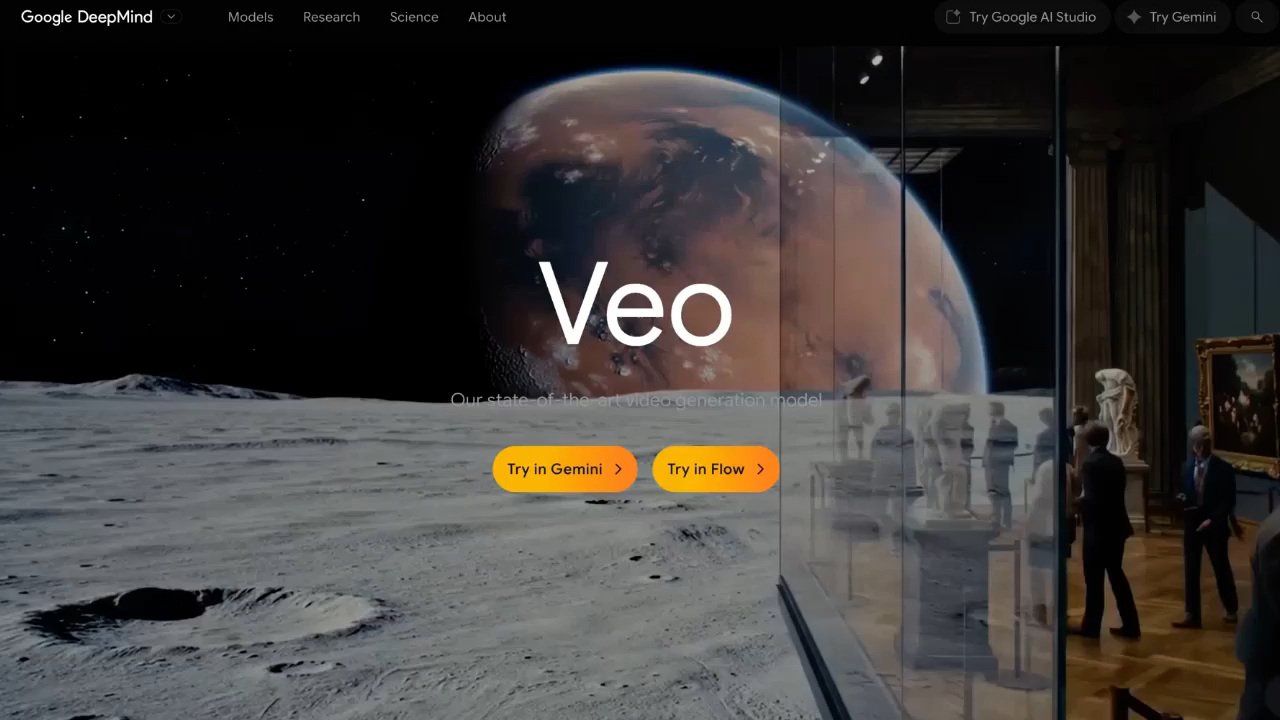 Google DeepMind
Models
Research
Science
About
Try Google AI Studio
Try Gemini
Veo
Our state-of-the-art video generation model
Try in Gemini
Try in Flow